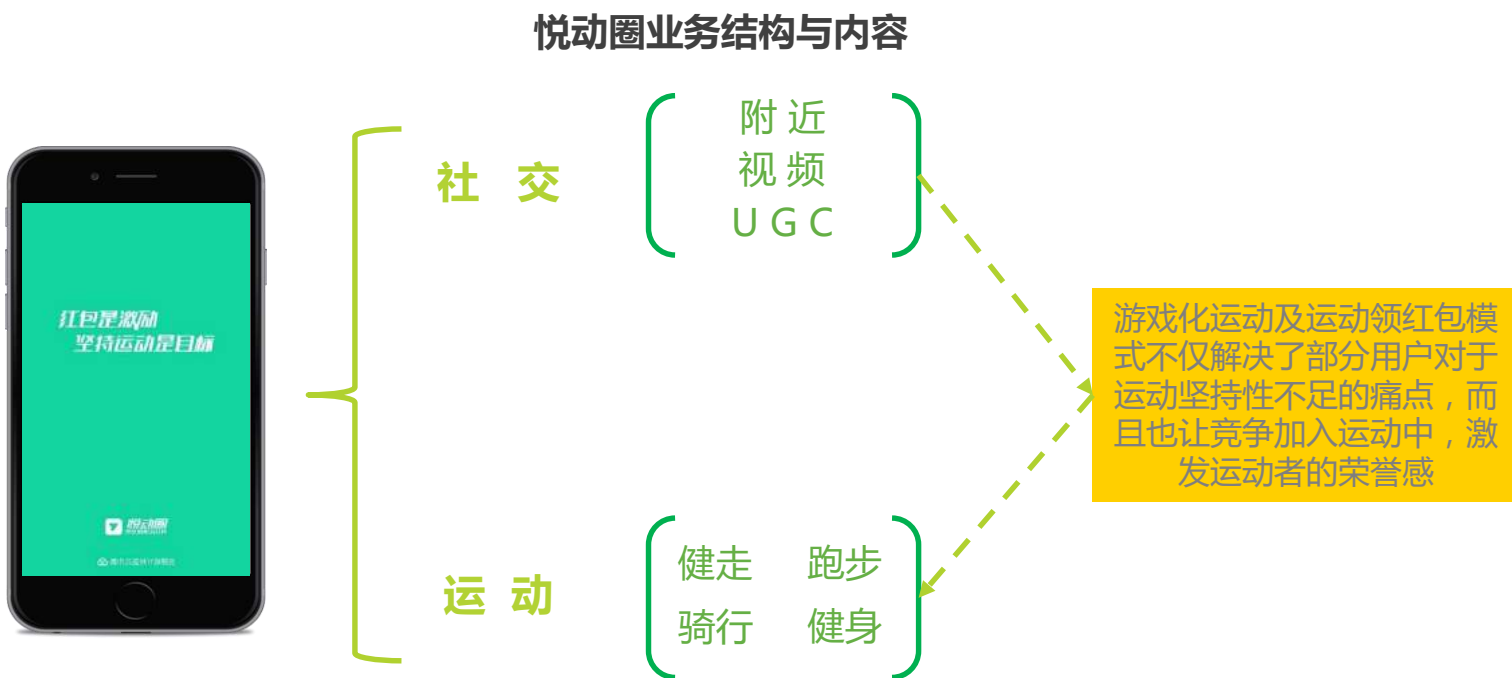 悦动圈业务结构与内容
社 交
附 近
视 频
U G C
红包是激励
坚持运动是目标
悦动圈
游戏化运动及运动领红包模
式不仅解决了部分用户对于
运动坚持性不足的痛点，而
且也让竞争加入运动中，激
发运动者的荣誉感
运 动
健走 跑步
骑行 健身